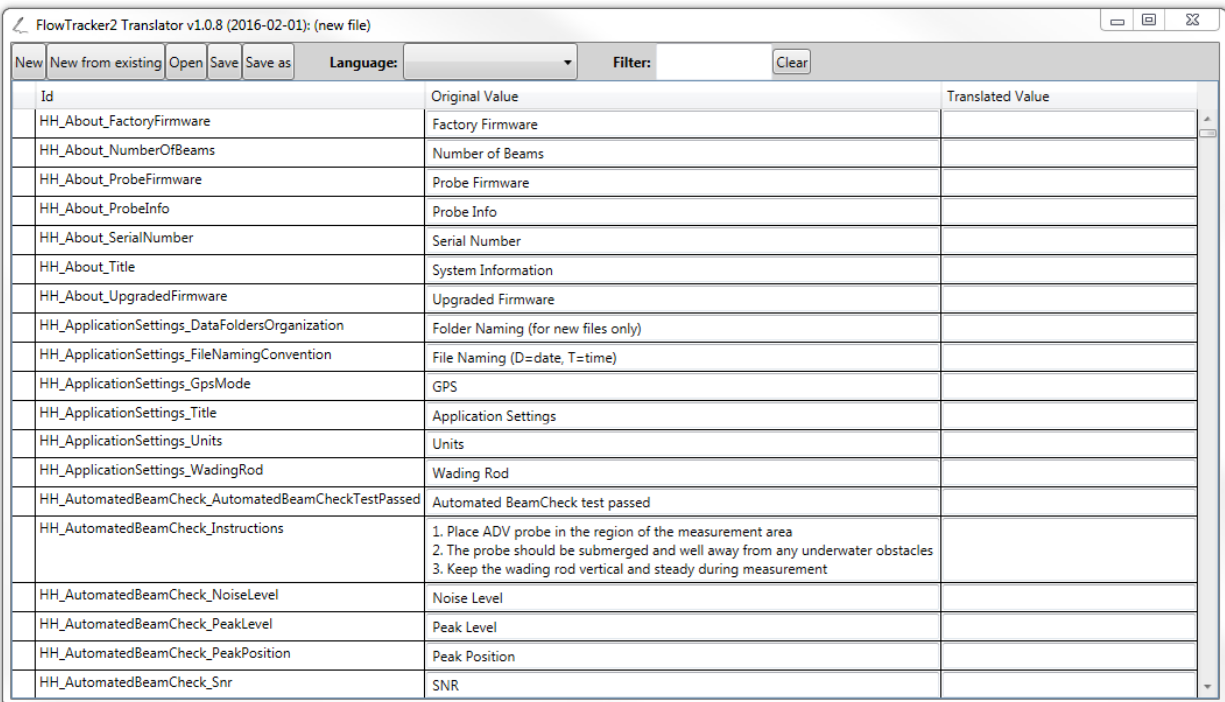 FlowTracker2 Translator v1.0.8 (2016-02-01): (new file)
New New from existing Open Save Save as Language: Filter: Clear
Id Original Value Translated Value
HH_About_FactoryFirmware Factory Firmware
HH_About_NumberOfBeams Number of Beams
HH_About_ProbeFirmware Probe Firmware
HH_About_ProbeInfo Probe Info
HH_About_SerialNumber Serial Number
HH_About_Title System Information
HH_About_UpgradedFirmware Upgraded Firmware
HH_ApplicationSettings_DataFoldersOrganization Folder Naming (for new files only)
HH_ApplicationSettings_FileNamingConvention File Naming (D=date, T=time)
HH_ApplicationSettings_GpsMode GPS
HH_ApplicationSettings_Title Application Settings
HH_ApplicationSettings_Units Units
HH_ApplicationSettings_WadingRod Wading Rod
HH_AutomatedBeamCheck_AutomatedBeamCheckTestPassed Automated BeamCheck test passed
HH_AutomatedBeamCheck_Instructions 1. Place ADV probe in the region of the measurement area
2. The probe should be submerged and well away from any underwater obstacles
3. Keep the wading rod vertical and steady during measurement
HH_AutomatedBeamCheck_NoiseLevel Noise Level
HH_AutomatedBeamCheck_PeakLevel Peak Level
HH_AutomatedBeamCheck_PeakPosition Peak Position
HH_AutomatedBeamCheck_Snr SNR